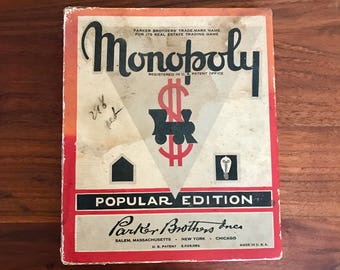 PARKER BROTHERS TRADE-MARK NAME
FOR ITS REAL ESTATE TRADING GAME
Monopoly
REGISTERED IN U.S. PATENT OFFICE
$
POPULAR EDITION
Parker Brothers Inc
SALEM, MASSACHUSETTS • NEW YORK • CHICAGO
U.S. PATENT
MADE IN U.S.A.